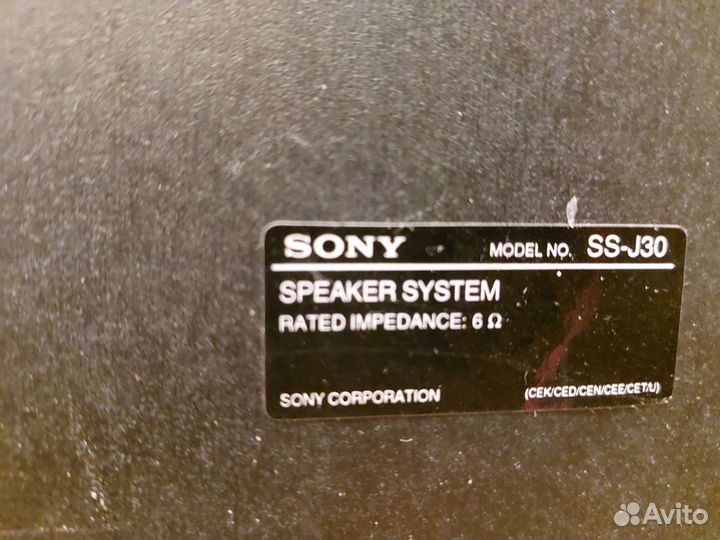 SONY MODEL NO. SS-J30
SPEAKER SYSTEM
RATED IMPEDANCE: 6 Ω
SONY CORPORATION (CEK/CED/CEN/CEE/CET/U)
Avito